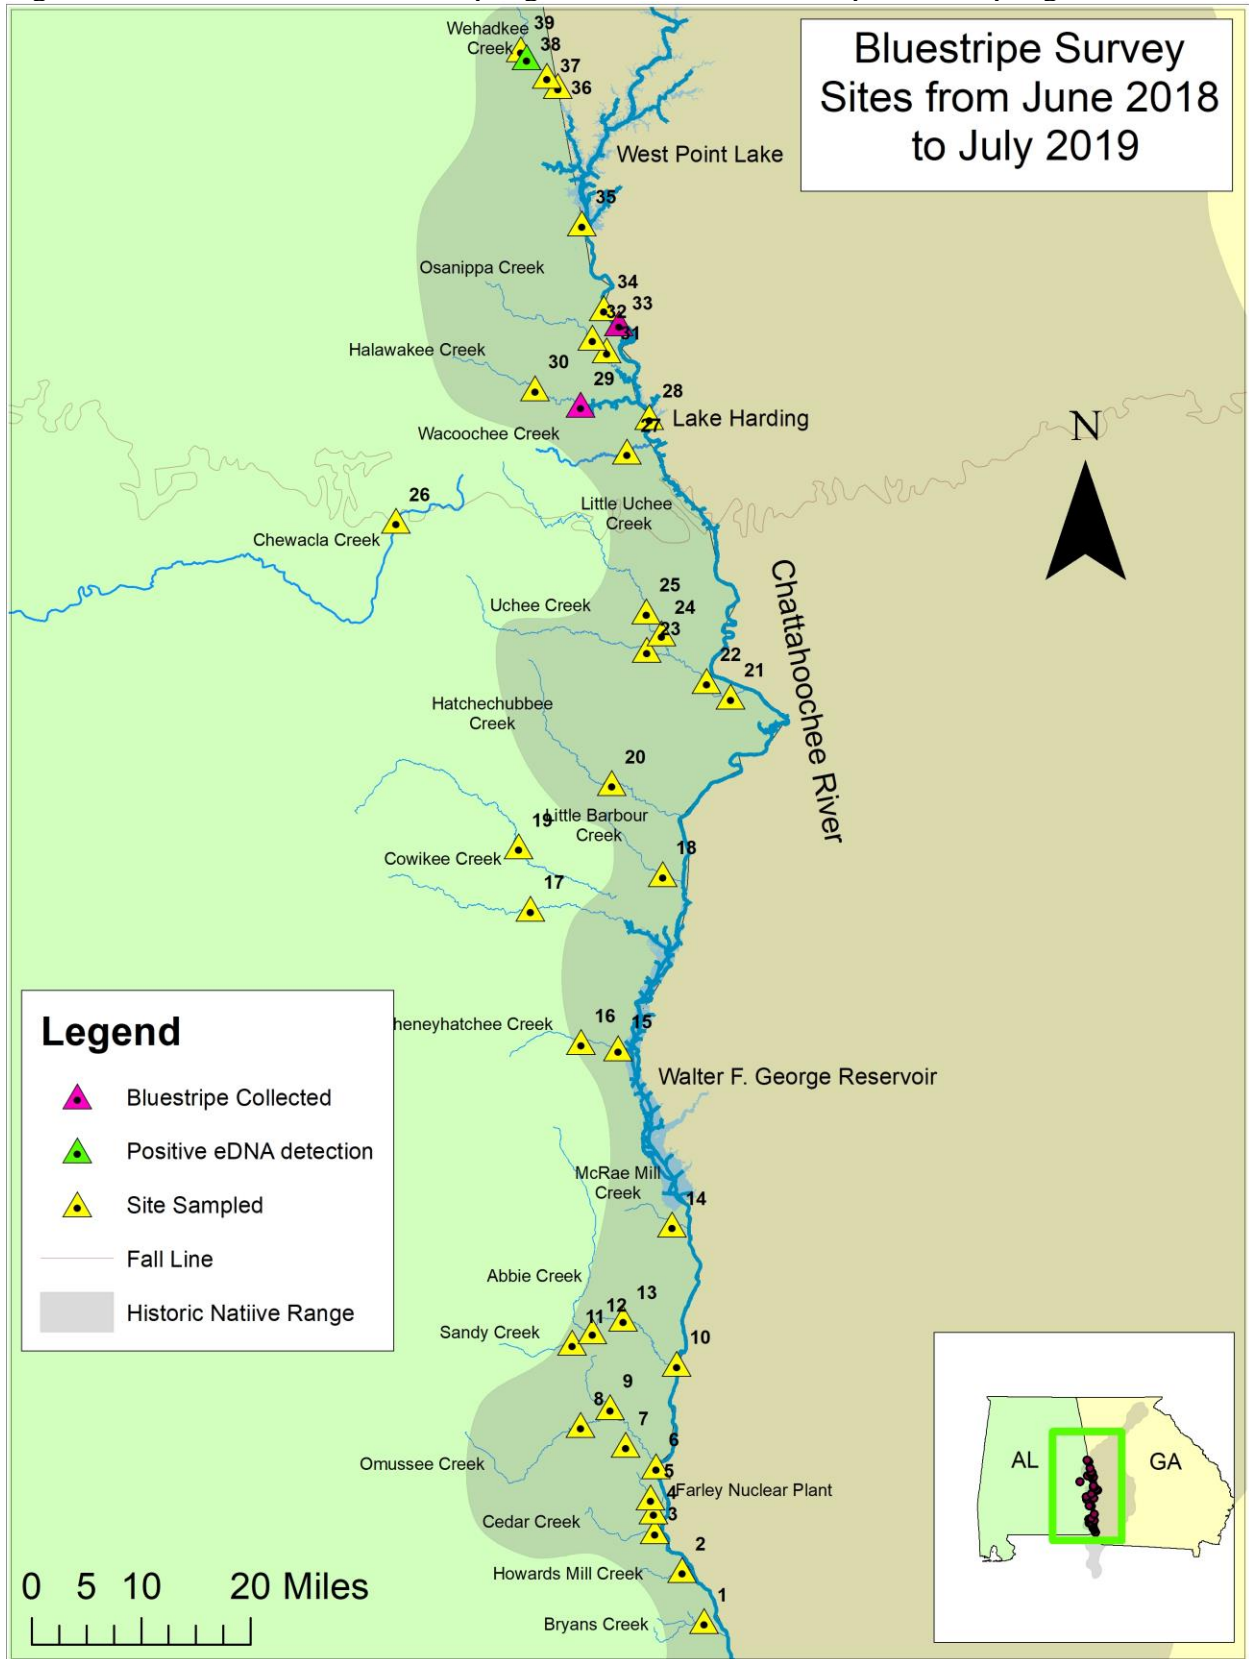 Bluestripe Survey
Sites from June 2018
to July 2019
Wehadkee
Creek
39
38
37
36
West Point Lake
35
Osanippa Creek
34
33
32
31
Halawakee Creek
30
29
28
Lake Harding
Wacoochee Creek
27
26
Chewacla Creek
Little Uchee
Creek
N
Chattahoochee River
25
Uchee Creek
24
23
22
21
Hatchechubbee
Creek
20
Little Barbour
Creek
19
Cowikee Creek
18
17
16
15
heneyhatchee Creek
Walter F. George Reservoir
McRae Mill
Creek
14
Abbie Creek
13
12
11
Sandy Creek
10
9
8
7
6
Omussee Creek
5
Farley Nuclear Plant
4
3
Cedar Creek
2
Howards Mill Creek
1
Bryans Creek
Legend
Bluestripe Collected
Positive eDNA detection
Site Sampled
Fall Line
Historic Natiive Range
0 5 10 20 Miles
AL
GA